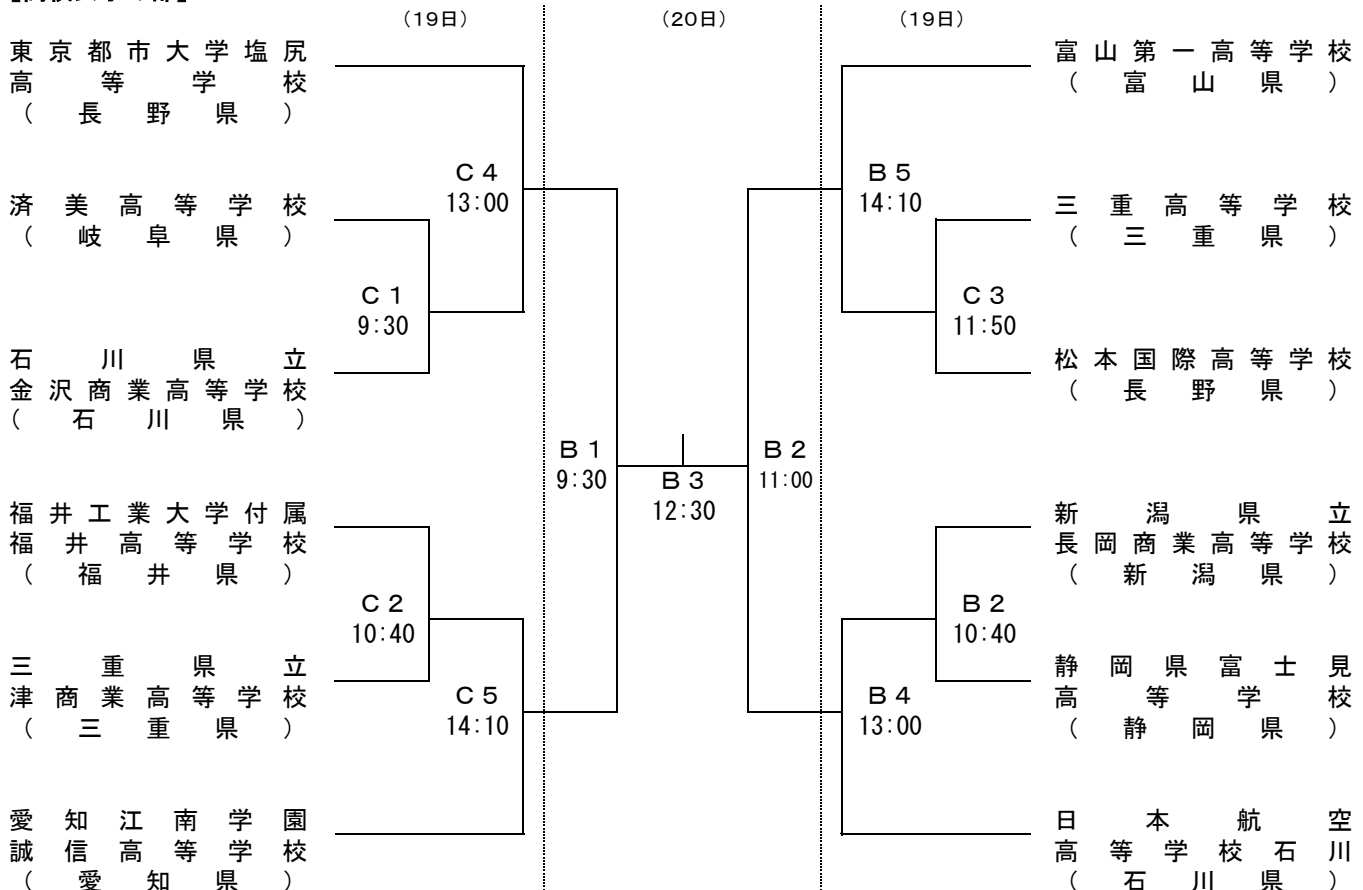 (19日) (20日) (19日)
東京都市大学塩尻
高等学校
(長野県)
済美高等学校
(岐阜県)
石川県立
金沢商業高等学校
(石川県)
福井工業大学付属
福井高等学校
(福井県)
三重県立
津商業高等学校
(三重県)
愛知江南学園
誠信高等学校
(愛知県)
C4
13:00
C1
9:30
C2
10:40
C5
14:10
B1
9:30
B3
12:30
B2
11:00
B5
14:10
C3
11:50
B2
10:40
B4
13:00
富山第一高等学校
(富山県)
三重高等学校
(三重県)
松本国際高等学校
(長野県)
新潟県立
長岡商業高等学校
(新潟県)
静岡県富士見
高等学校
(静岡県)
日本航空
高等学校石川
(石川県)